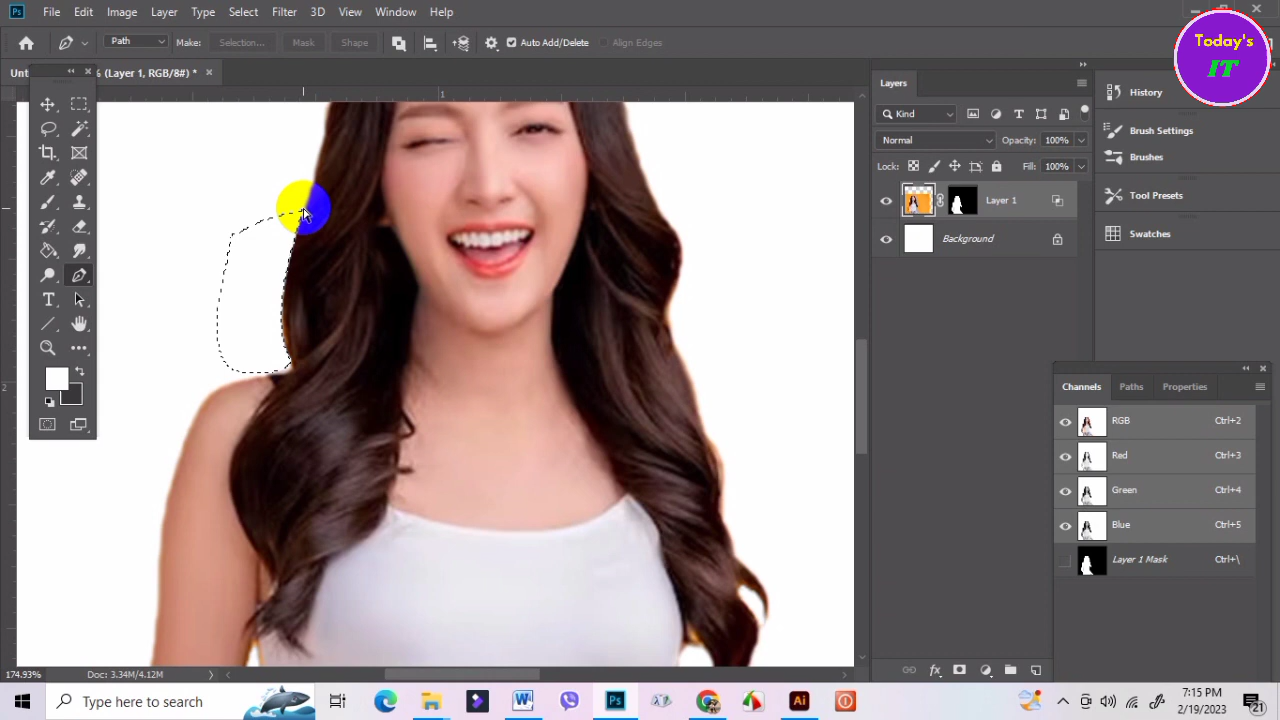 File Edit Image Layer Type Select Filter 3D View Window Help
Path Make: Selection... Mask Shape Auto Add/Delete Align Edges
Today's
IT
% (Layer 1, RGB/8#) *
1
2
Layers
Kind
Normal Opacity: 100%
Lock: Fill: 100%
Layer 1
Background
History
Brush Settings
Brushes
Tool Presets
Swatches
Channels Paths Properties
RGB Ctrl+2
Red Ctrl+3
Green Ctrl+4
Blue Ctrl+5
Layer 1 Mask Ctrl+\
174.93% Doc: 3.34M/4.12M
Type here to search
7:15 PM
2/19/2023
21